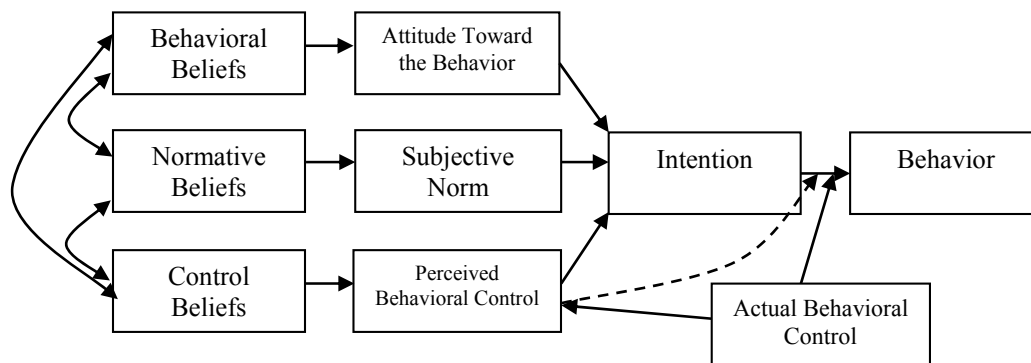 Behavioral
Beliefs
Attitude Toward
the Behavior
Normative
Beliefs
Subjective
Norm
Intention
Behavior
Control
Beliefs
Perceived
Behavioral Control
Actual Behavioral
Control